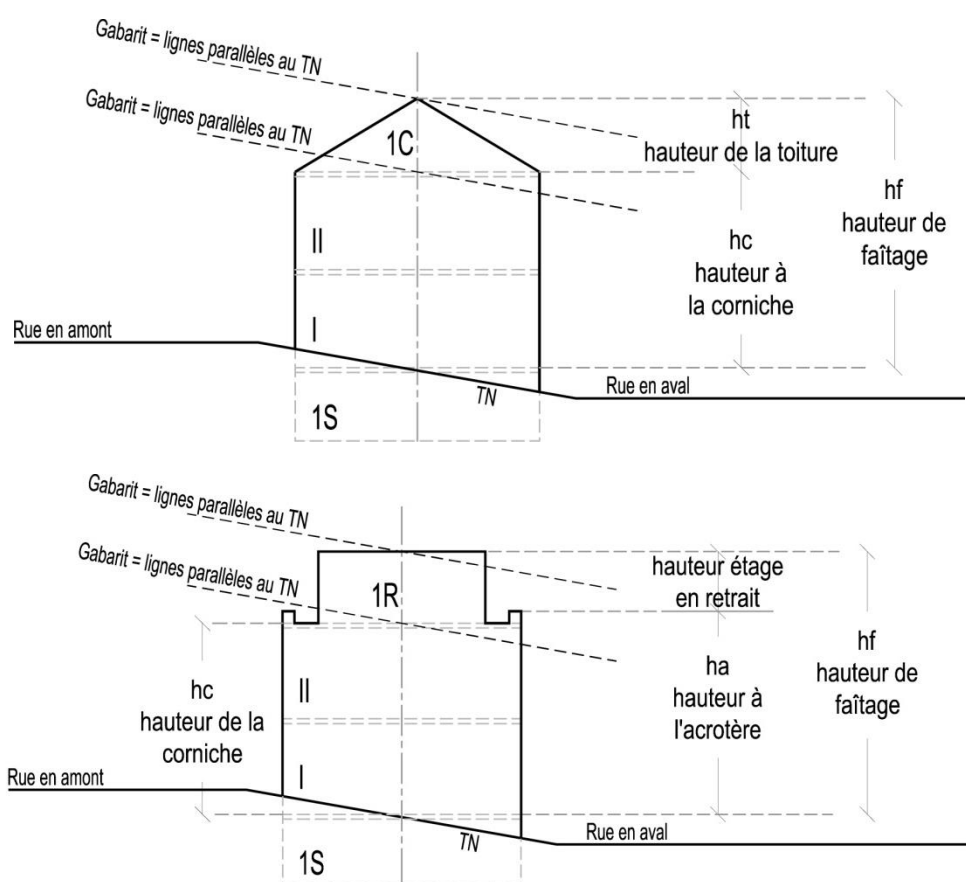 Gabarit = lignes parallèles au TN
Gabarit = lignes parallèles au TN
1C
ht
hauteur de la toiture
hf
hauteur de
faîtage
II
hc
hauteur à
la corniche
I
Rue en amont
TN
Rue en aval
1S
Gabarit = lignes parallèles au TN
Gabarit = lignes parallèles au TN
1R
hauteur étage
en retrait
hf
hauteur de
faîtage
ha
hauteur à
l'acrotère
hc
hauteur de la
corniche
II
I
Rue en amont
TN
Rue en aval
1S